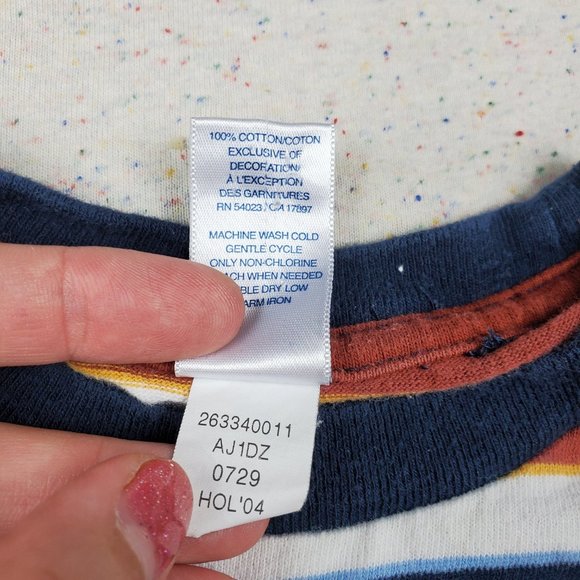 100% COTTON/COTON
EXCLUSIVE OF
DECORATION/
À L'EXCEPTION
DES GARNITURES
RN 54023 CA 17897
MACHINE WASH COLD
GENTLE CYCLE
ONLY NON-CHLORINE
WHEN NEEDED
DRY LOW
IRON
263340011
AJ1DZ
0729
HOL'04